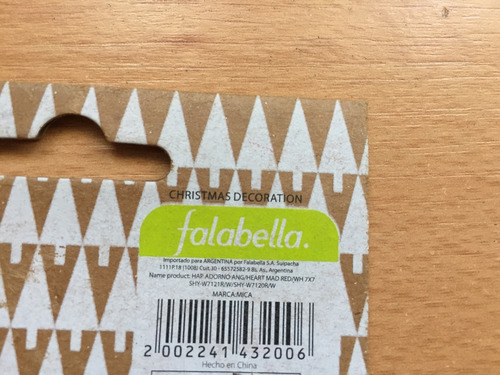 CHRISTMAS DECORATION
falabella.
Importado para ARGENTINA por Falabella S.A. Suipacha
1111P.18 (1008) Cuit.30 - 65572582-9 Bs, As., Argentina
Name-product: HAP. ADORNO ANG/HEART MAD RED/WH 7X7
SHY-W7121R/W/SHY-W7120R/W
MARCA:MICA
2 002241 432006
Hecho en China